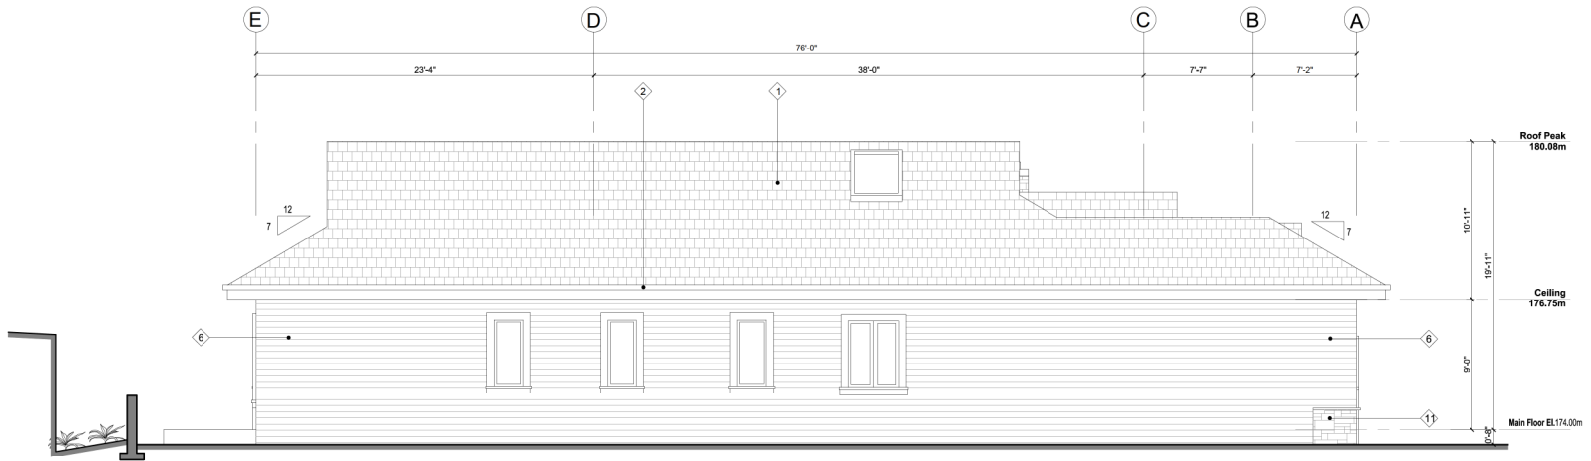 E D C B A
76'-0"
23'-4" 38'-0" 7'-7" 7'-2"
2 1
Roof Peak
180.08m
12 12
7 7
10'-11"
19'-11"
Ceiling
176.75m
6 6
9'-0"
11
Main Floor El.174.00m
0'-8"